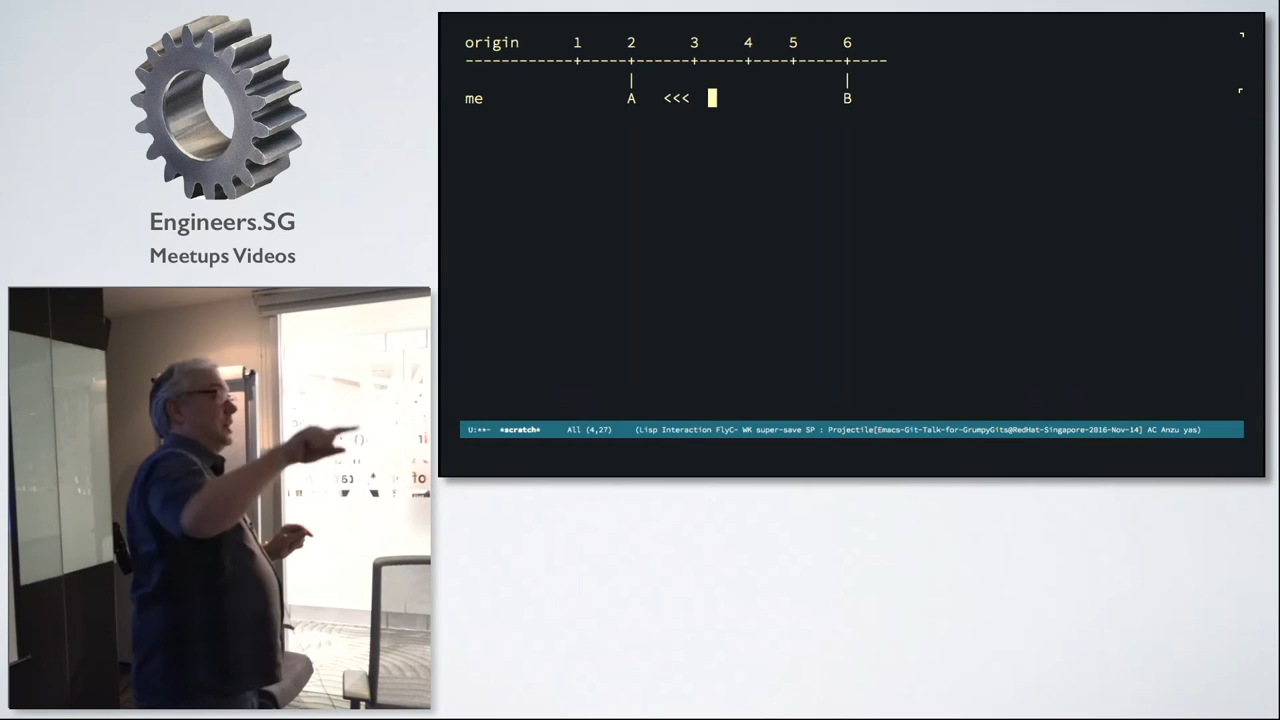 Engineers.SG
Meetups Videos
origin 1 2 3 4 5 6
------------+-----+------+-----+----+-----+----
| |
me A <<< B
U:**- *scratch* All (4,27) (Lisp Interaction FlyC- WK super-save SP : Projectile[Emacs-Git-Talk-for-GrumpyGits@RedHat-Singapore-2016-Nov-14] AC Anzu yas)